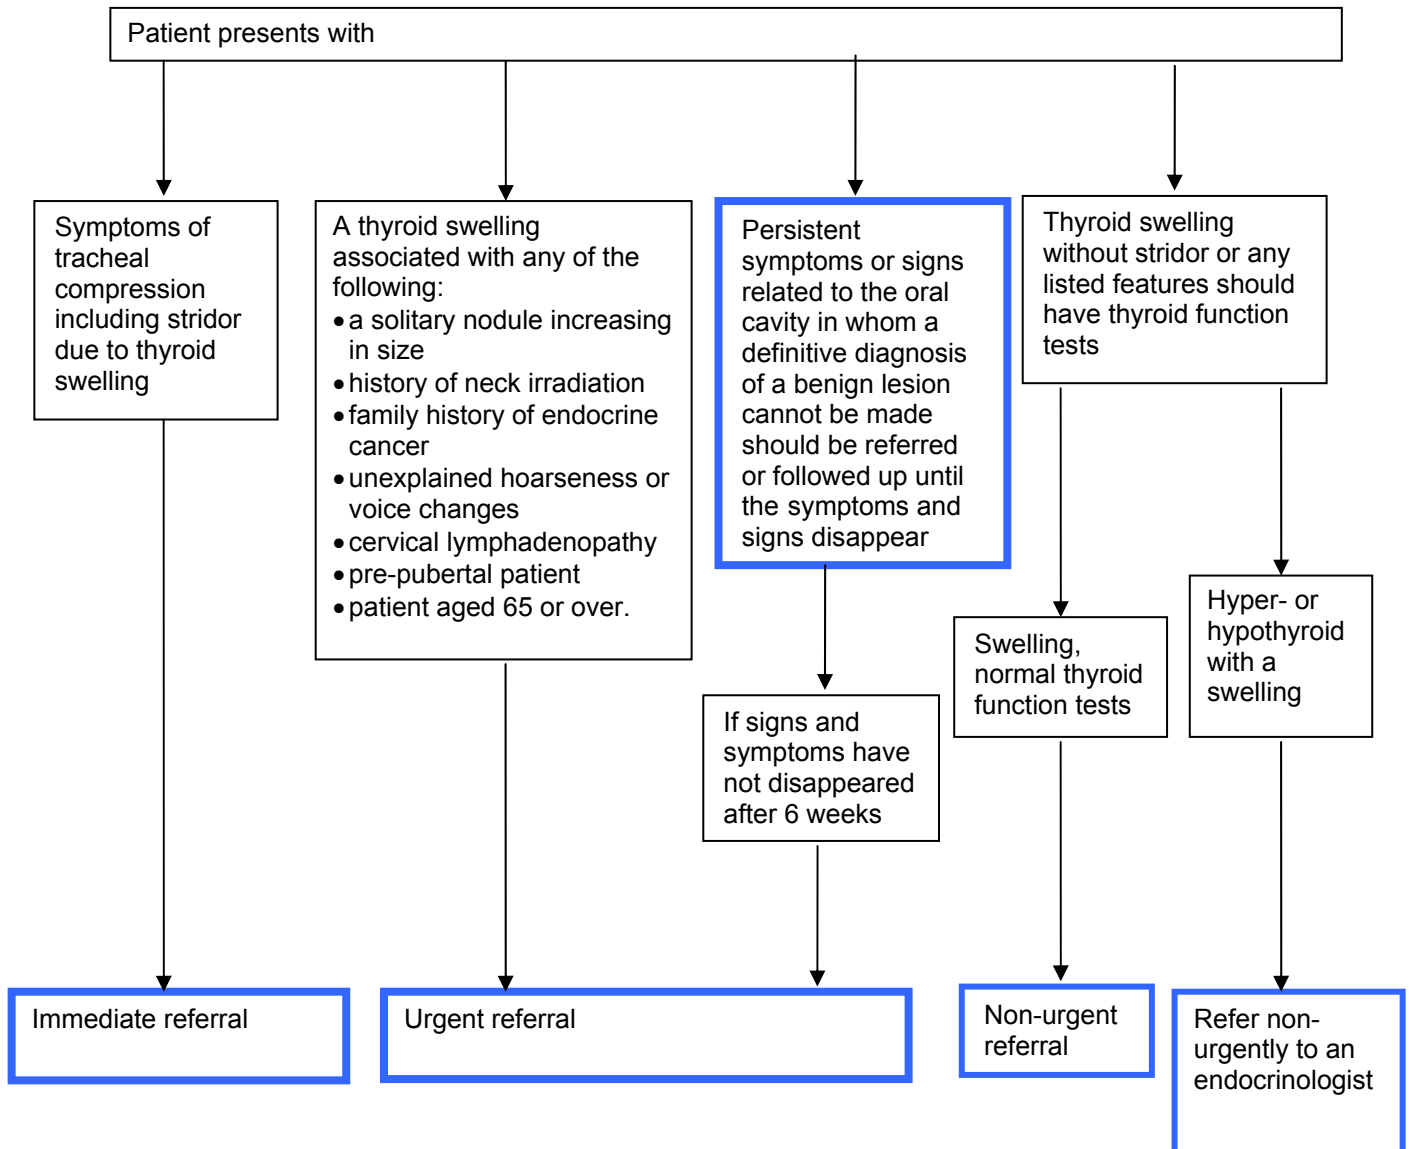 Patient presents with
Symptoms of
tracheal
compression
including stridor
due to thyroid
swelling
A thyroid swelling
associated with any of the
following:
• a solitary nodule increasing
in size
• history of neck irradiation
• family history of endocrine
cancer
• unexplained hoarseness or
voice changes
• cervical lymphadenopathy
• pre-pubertal patient
• patient aged 65 or over.
Persistent
symptoms or signs
related to the oral
cavity in whom a
definitive diagnosis
of a benign lesion
cannot be made
should be referred
or followed up until
the symptoms and
signs disappear
Thyroid swelling
without stridor or any
listed features should
have thyroid function
tests
If signs and
symptoms have
not disappeared
after 6 weeks
Swelling,
normal thyroid
function tests
Hyper- or
hypothyroid
with a
swelling
Immediate referral
Urgent referral
Non-urgent
referral
Refer non-
urgently to an
endocrinologist